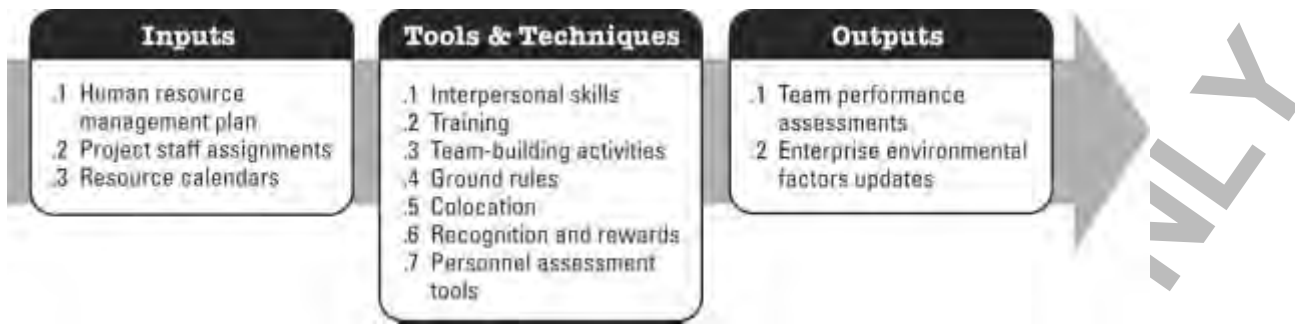 Inputs
.1 Human resource
management plan
.2 Project staff assignments
.3 Resource calendars
Tools & Techniques
.1 Interpersonal skills
.2 Training
.3 Team-building activities
.4 Ground rules
.5 Colocation
.6 Recognition and rewards
.7 Personnel assessment
tools
Outputs
.1 Team performance
assessments
.2 Enterprise environmental
factors updates
NLY